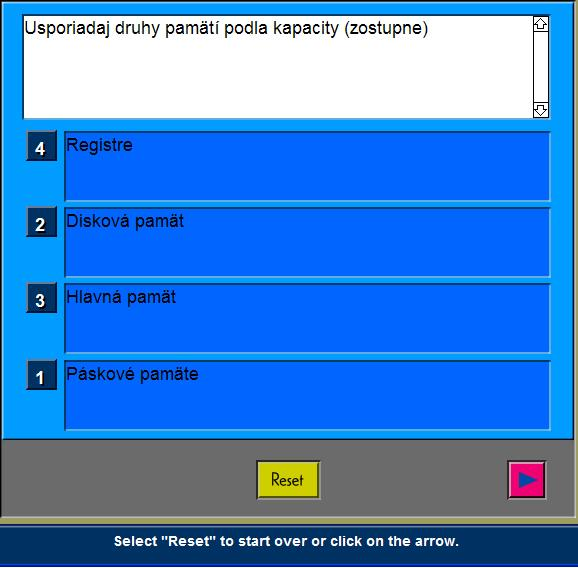 Usporiadaj druhy pamätí podla kapacity (zostupne)
4 Registre
2 Disková pamät
3 Hlavná pamät
1 Páskové pamäte
Reset
Select "Reset" to start over or click on the arrow.